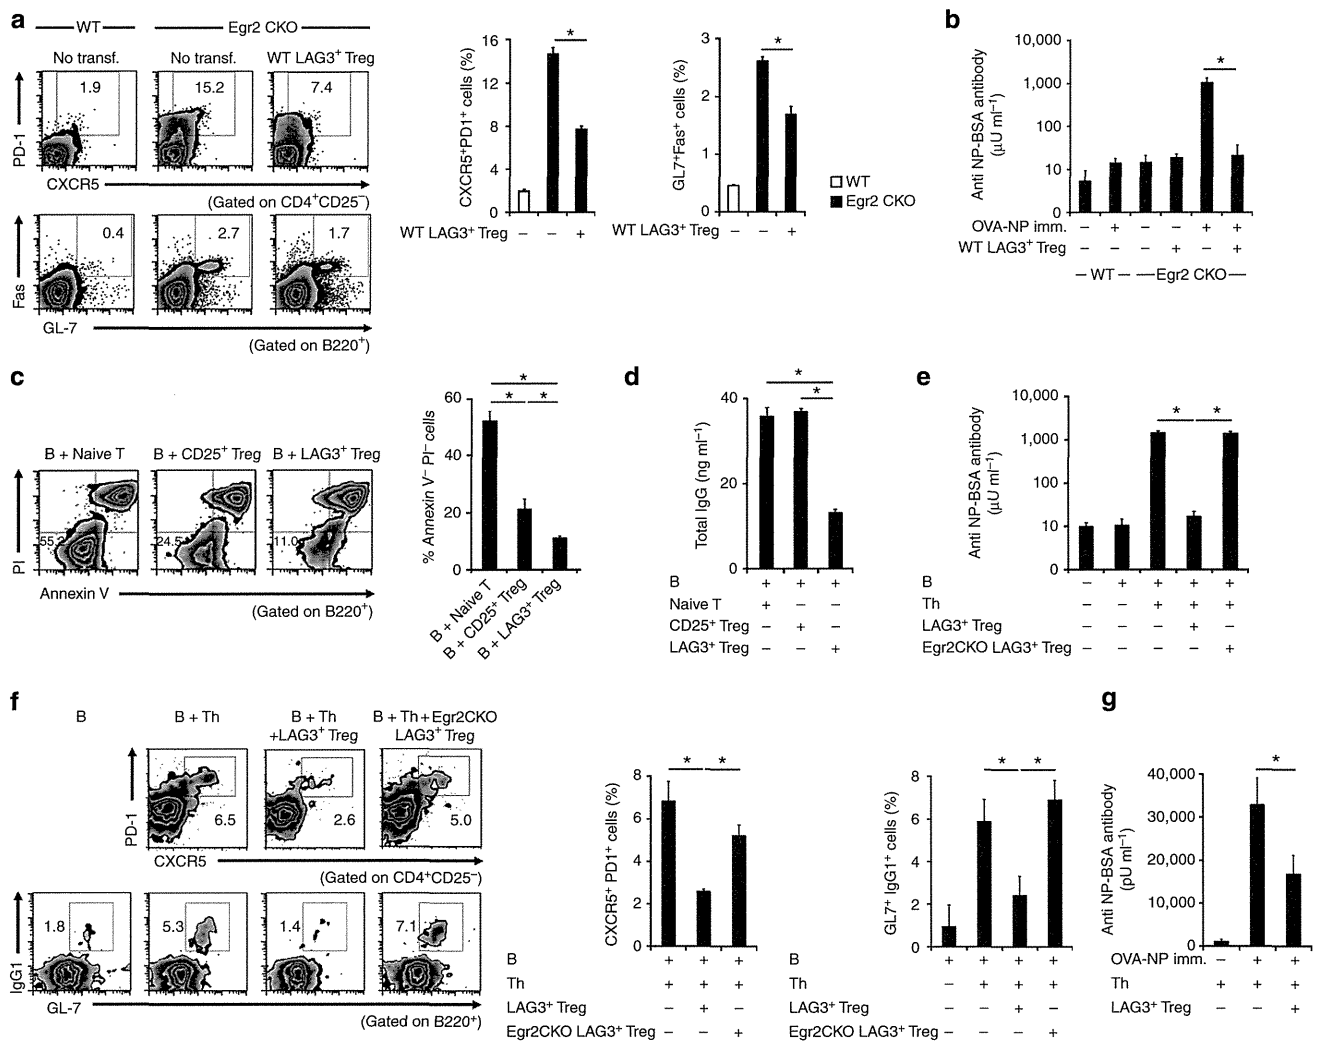 a
WT
Egr2 CKO
No transf.
No transf.
WT LAG3⁺ Treg
1.9
15.2
7.4
PD-1
CXCR5
(Gated on CD4⁺CD25⁻)
0.4
2.7
1.7
Fas
GL-7
(Gated on B220⁺)
CXCR5⁺PD1⁺ cells (%)
16
12
8
4
0
*
WT LAG3⁺ Treg – – +
GL7⁺Fas⁺ cells (%)
3
2
1
0
*
WT LAG3⁺ Treg – – +
WT
Egr2 CKO
b
Anti NP-BSA antibody
(μU ml⁻¹)
10,000
1,000
100
10
0
*
OVA-NP imm. – + – – + +
WT LAG3⁺ Treg – – – + – +
WT
Egr2 CKO
c
B + Naive T
B + CD25⁺ Treg
B + LAG3⁺ Treg
55.2
24.5
11.0
PI
Annexin V
(Gated on B220⁺)
% Annexin V⁻ PI⁻ cells
60
40
20
0
*
* *
B + Naive T
B + CD25⁺ Treg
B + LAG3⁺ Treg
d
Total IgG (ng ml⁻¹)
40
20
0
*
*
B + + +
Naive T + – –
CD25⁺ Treg – + –
LAG3⁺ Treg – – +
e
Anti NP-BSA antibody
(μU ml⁻¹)
10,000
1,000
100
10
0
* *
B – + + + +
Th – – + + +
LAG3⁺ Treg – – – + –
Egr2CKO LAG3⁺ Treg – – – – +
f
B
B + Th
B + Th
+LAG3⁺ Treg
B + Th+Egr2CKO
LAG3⁺ Treg
6.5
2.6
5.0
PD-1
CXCR5
(Gated on CD4⁺CD25⁻)
1.8
5.3
1.4
7.1
IgG1
GL-7
(Gated on B220⁺)
CXCR5⁺ PD1⁺ cells (%)
8
6
4
2
0
* *
B + + +
Th + + +
LAG3⁺ Treg – + –
Egr2CKO LAG3⁺ Treg – – +
GL7⁺ IgG1⁺ cells (%)
8
6
4
2
0
* *
B + + + +
Th – + + +
LAG3⁺ Treg – – + –
Egr2CKO LAG3⁺ Treg – – – +
g
Anti NP-BSA antibody
(pU ml⁻¹)
40,000
30,000
20,000
10,000
0
*
OVA-NP imm. – + +
Th + + +
LAG3⁺ Treg – – +